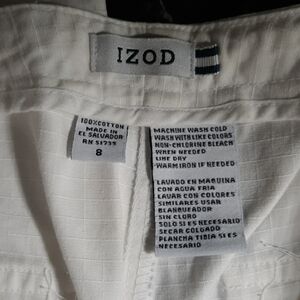 IZOD
100% COTTON
MADE IN
EL SALVADOR
RN 51735
8
MACHINE WASH COLD
WASH WITH LIKE COLORS
NON-CHLORINE BLEACH
WHEN NEEDED
LINE DRY
WARM IRON IF NEEDED
LAVADO EN MAQUINA
CON AGUA FRIA
LAVAR CON COLORES
SIMILARES USAR
BLANQUEADOR
SIN CLORO
SOLO SI ES NECESARIO
SECAR COLGADO
PLANCHA TIBIA SI ES
NECESARIO